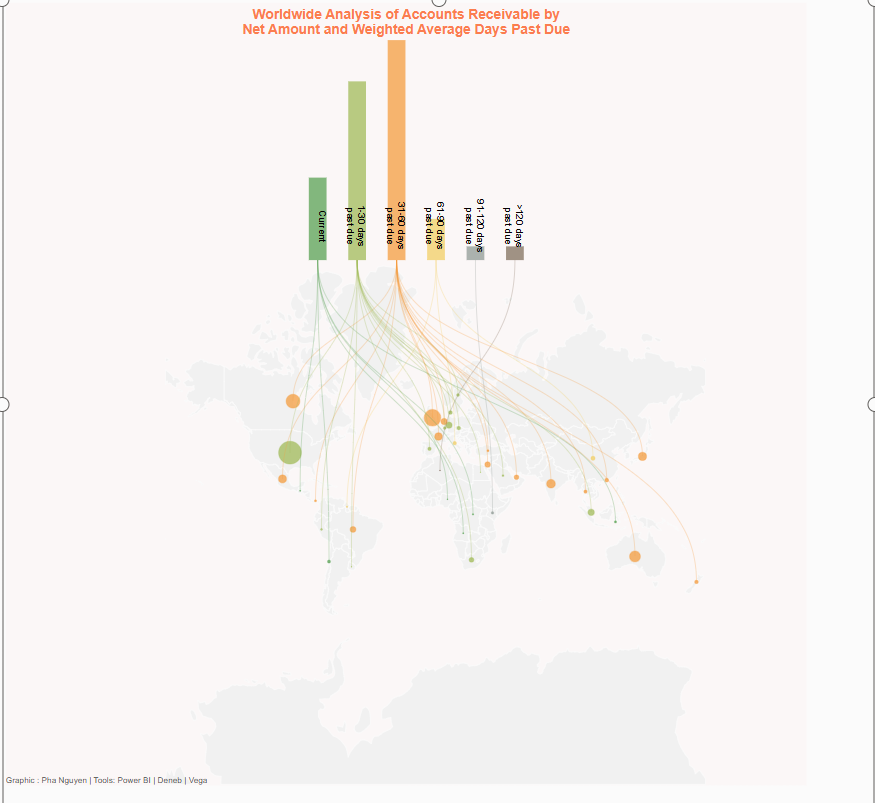 Worldwide Analysis of Accounts Receivable by
Net Amount and Weighted Average Days Past Due
Current
1-30 days
past due
31-60 days
past due
61-90 days
past due
91-120 days
past due
>120 days
past due
Graphic : Pha Nguyen | Tools: Power BI | Deneb | Vega